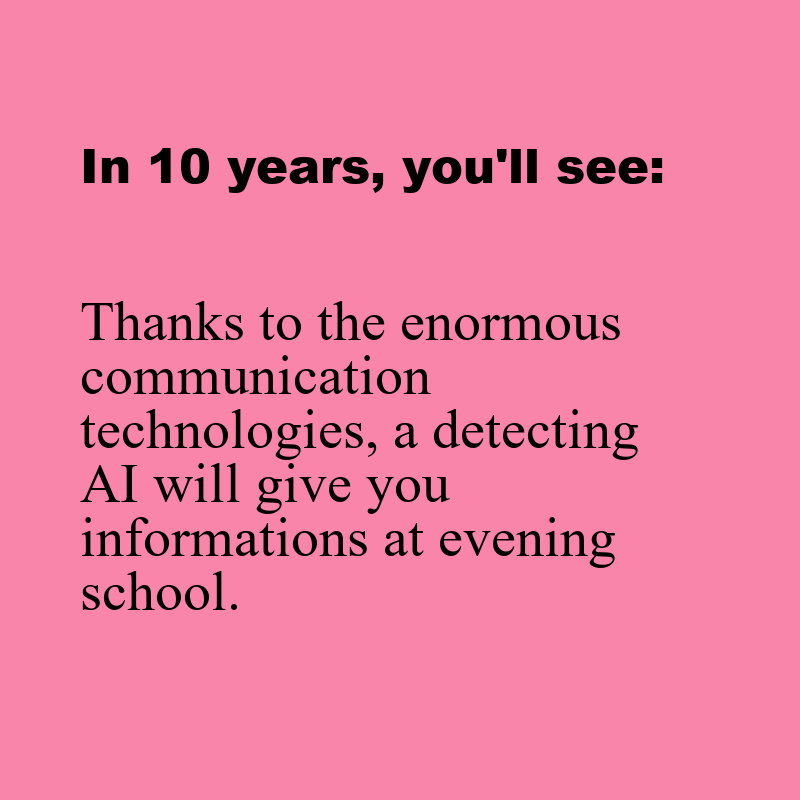 In 10 years, you'll see:
Thanks to the enormous
communication
technologies, a detecting
AI will give you
informations at evening
school.